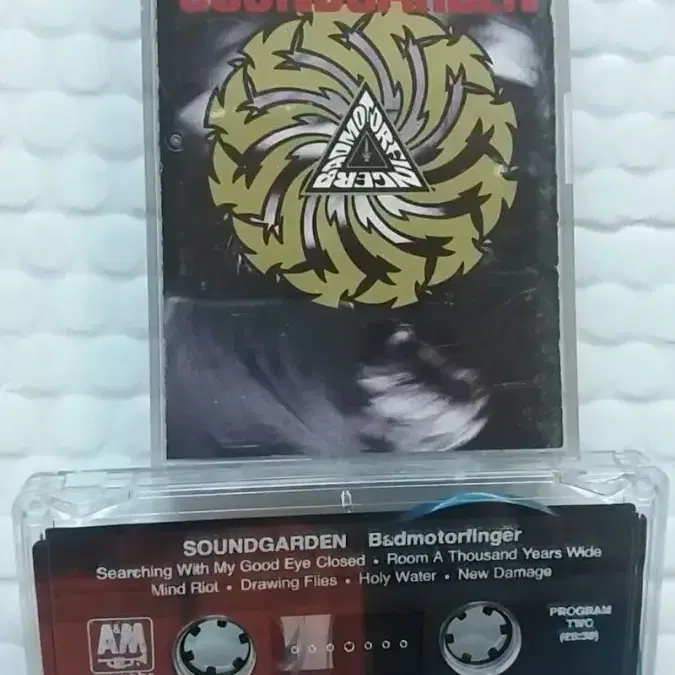 SOUNDGARDEN
BADMOTORFINGER
SOUNDGARDEN Badmotorfinger
Searching With My Good Eye Closed • Room A Thousand Years Wide
Mind Riot • Drawing Flies • Holy Water • New Damage
A&M
PROGRAM
TWO